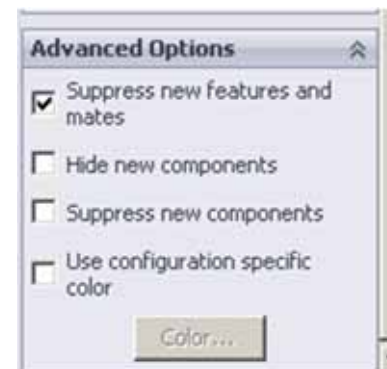 Advanced Options
Suppress new features and
mates
Hide new components
Suppress new components
Use configuration specific
color
Color...